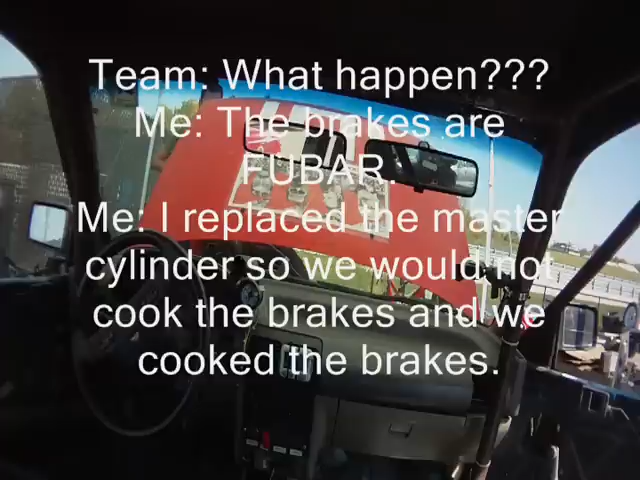 Team: What happen???
Me: The brakes are
FUBAR.
Me: I replaced the master
cylinder so we would not
cook the brakes and we
cooked the brakes.